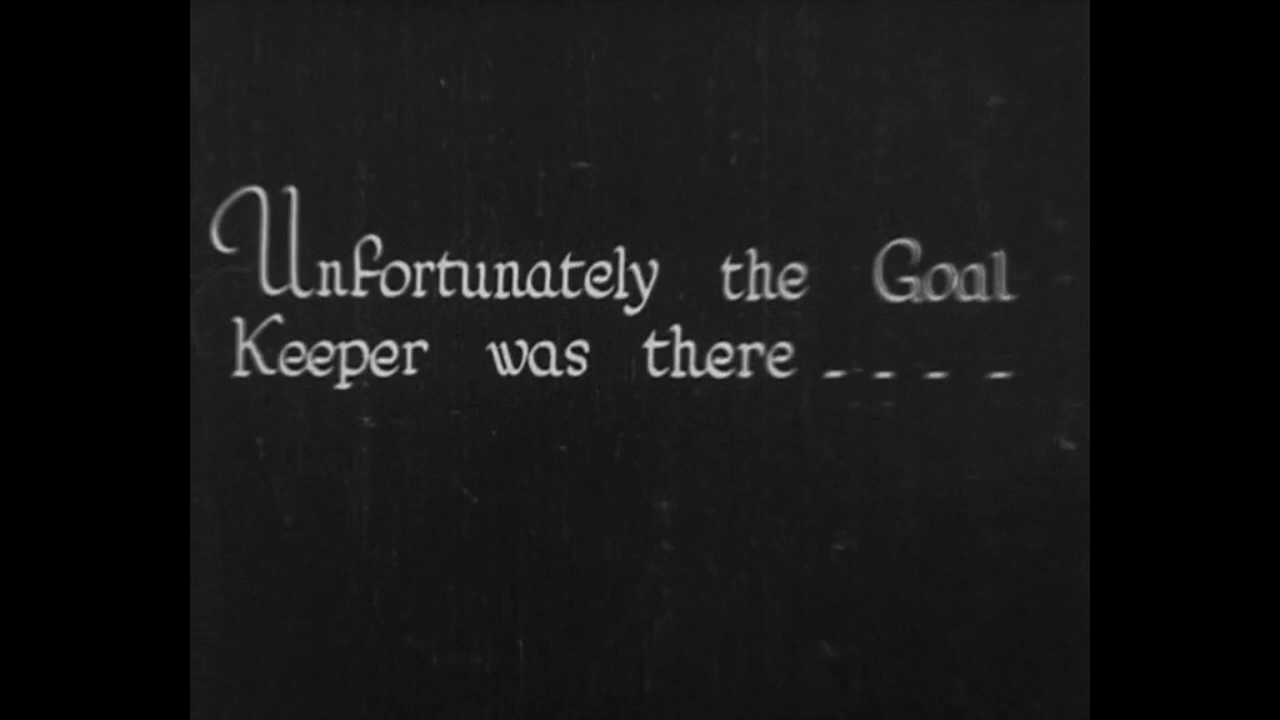 Unfortunately the Goal
Keeper was there _ _ _ _